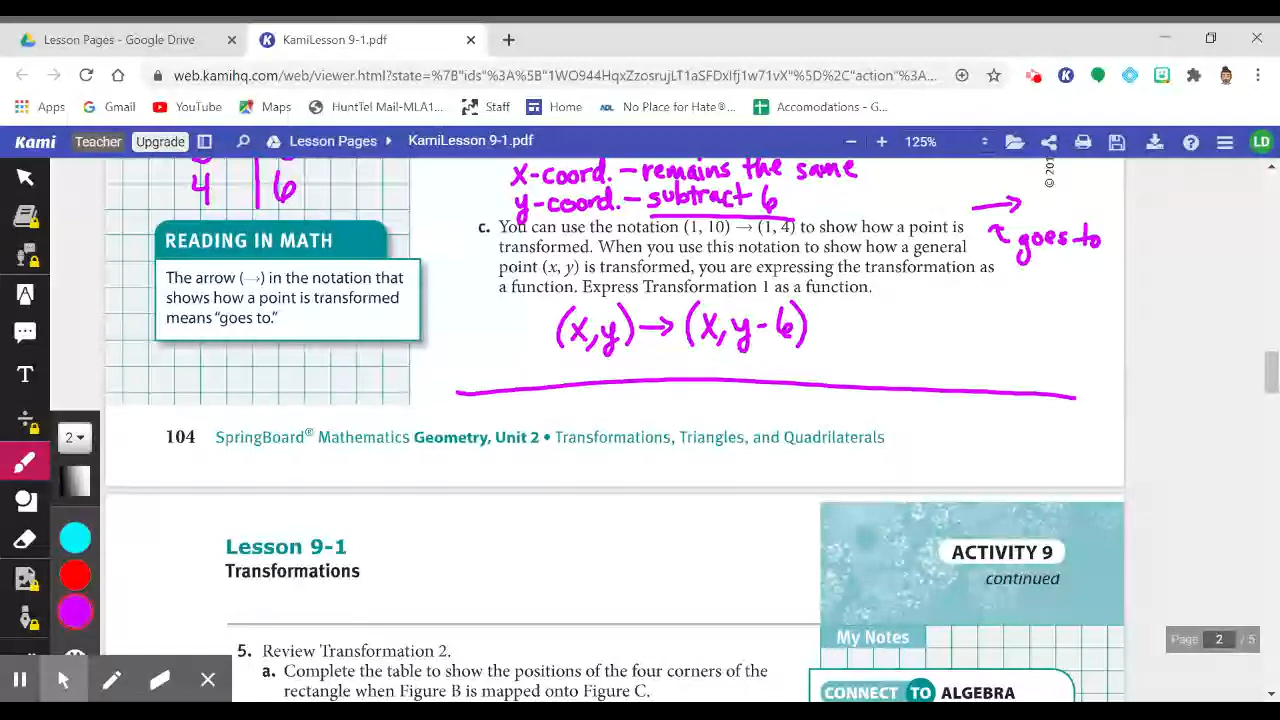 Lesson Pages - Google Drive
KamiLesson 9-1.pdf
web.kamihq.com/web/viewer.html?state=%7B"ids"%3A%5B"1WO944HqxZzosrujLT1aSFDxIfj1w71vX"%5D%2C"action"%3A...
Apps
Gmail
YouTube
Maps
HuntTel Mail-MLA1...
Staff
Home
ADL No Place for Hate...
Accomodations - G...
Kami
Teacher
Upgrade
Lesson Pages
KamiLesson 9-1.pdf
125%
LD
x-coord. - remains the same
y-coord. - subtract 6
4 | 6
© 201
READING IN MATH
The arrow (→) in the notation that
shows how a point is transformed
means "goes to."
c. You can use the notation (1, 10) → (1, 4) to show how a point is
transformed. When you use this notation to show how a general
point (x, y) is transformed, you are expressing the transformation as
a function. Express Transformation 1 as a function.
→
goes to
(x,y) → (x, y-6)
104 SpringBoard® Mathematics Geometry, Unit 2 • Transformations, Triangles, and Quadrilaterals
2
Lesson 9-1
Transformations
ACTIVITY 9
continued
My Notes
Page 2 / 5
5. Review Transformation 2.
a. Complete the table to show the positions of the four corners of the
rectangle when Figure B is mapped onto Figure C.
CONNECT TO ALGEBRA